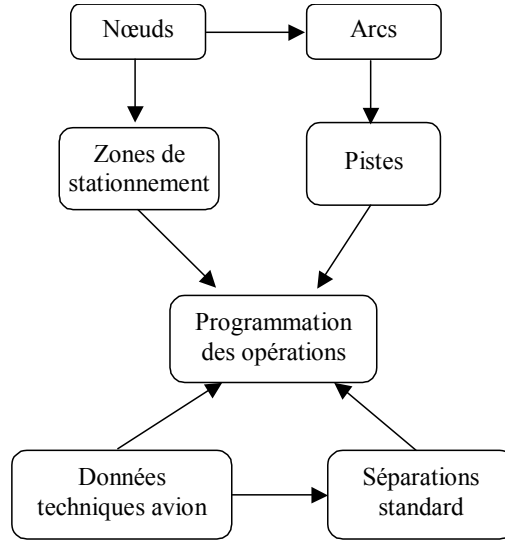 Nœuds
Arcs
Zones de
stationnement
Pistes
Programmation
des opérations
Données
techniques avion
Séparations
standard